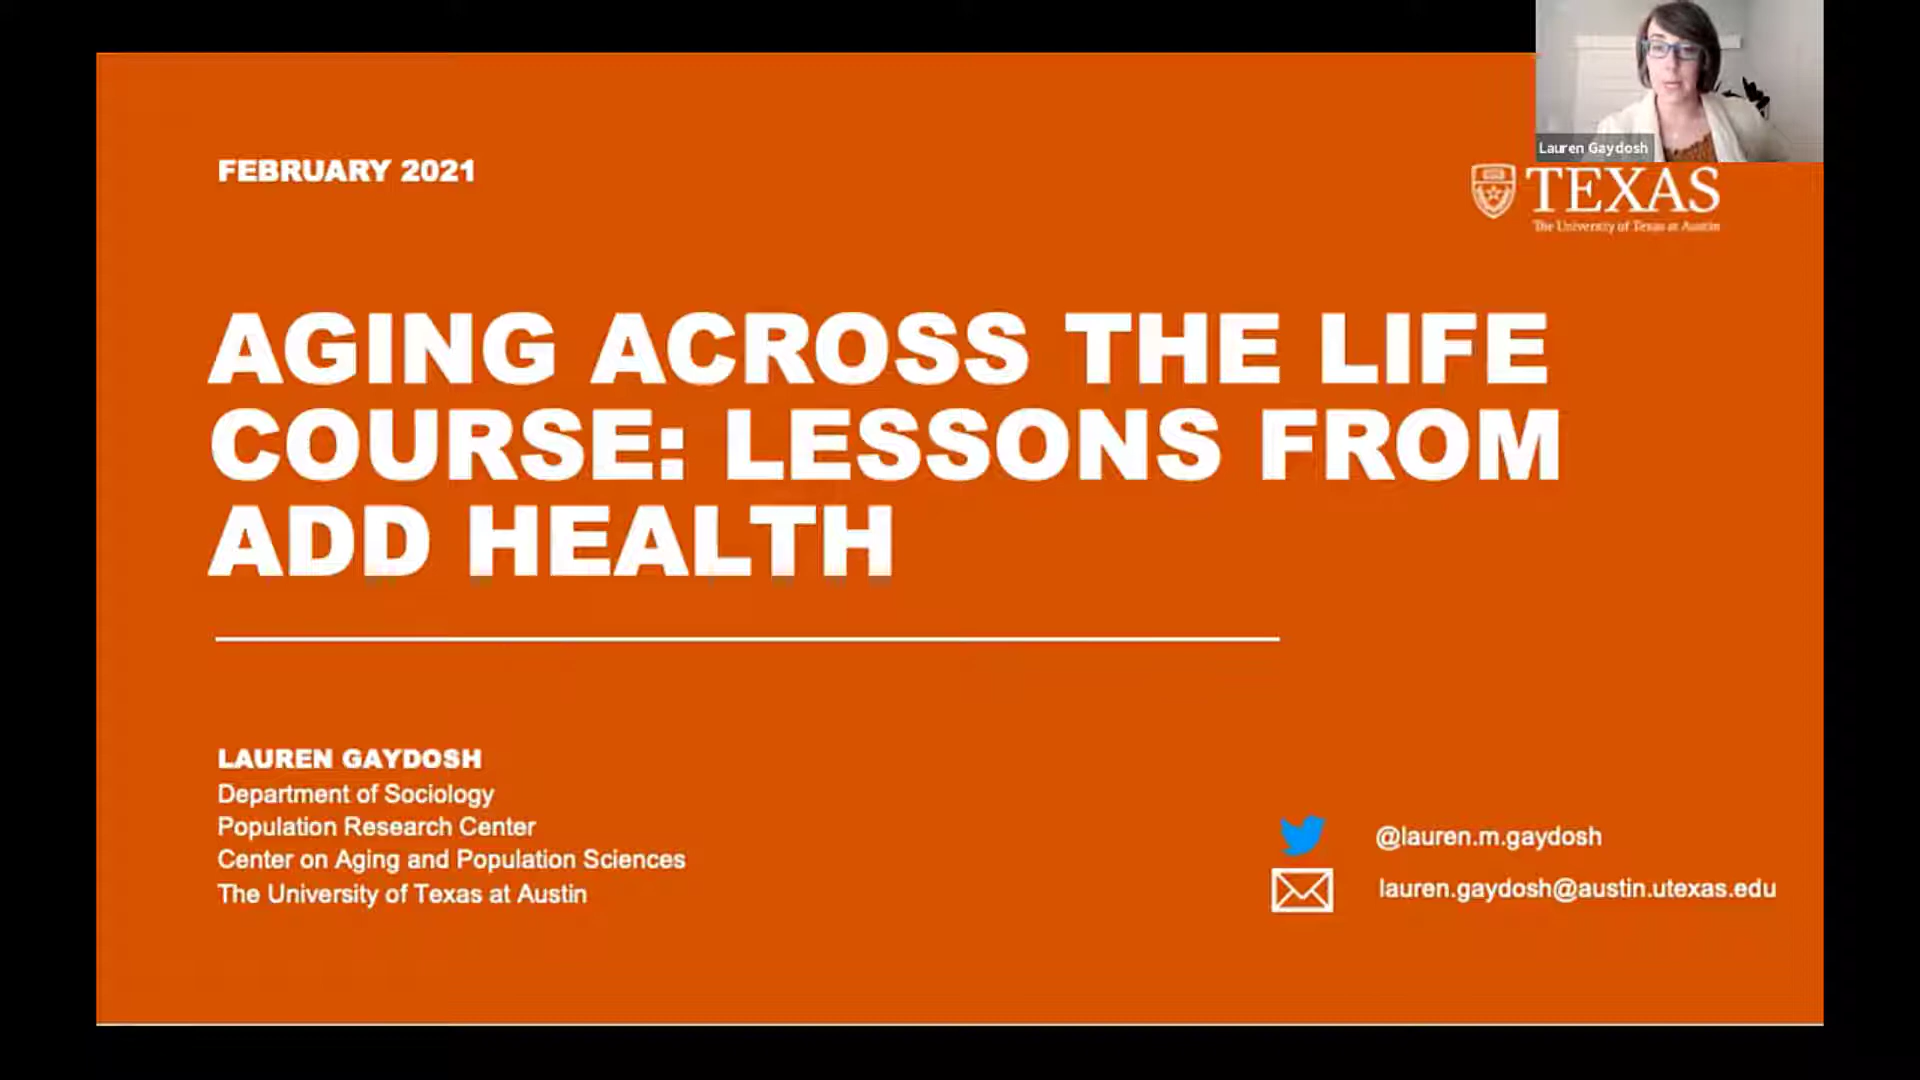 Lauren Gaydosh
FEBRUARY 2021
TEXAS
The University of Texas at Austin
AGING ACROSS THE LIFE
COURSE: LESSONS FROM
ADD HEALTH
LAUREN GAYDOSH
Department of Sociology
Population Research Center
Center on Aging and Population Sciences
The University of Texas at Austin
@lauren.m.gaydosh
lauren.gaydosh@austin.utexas.edu